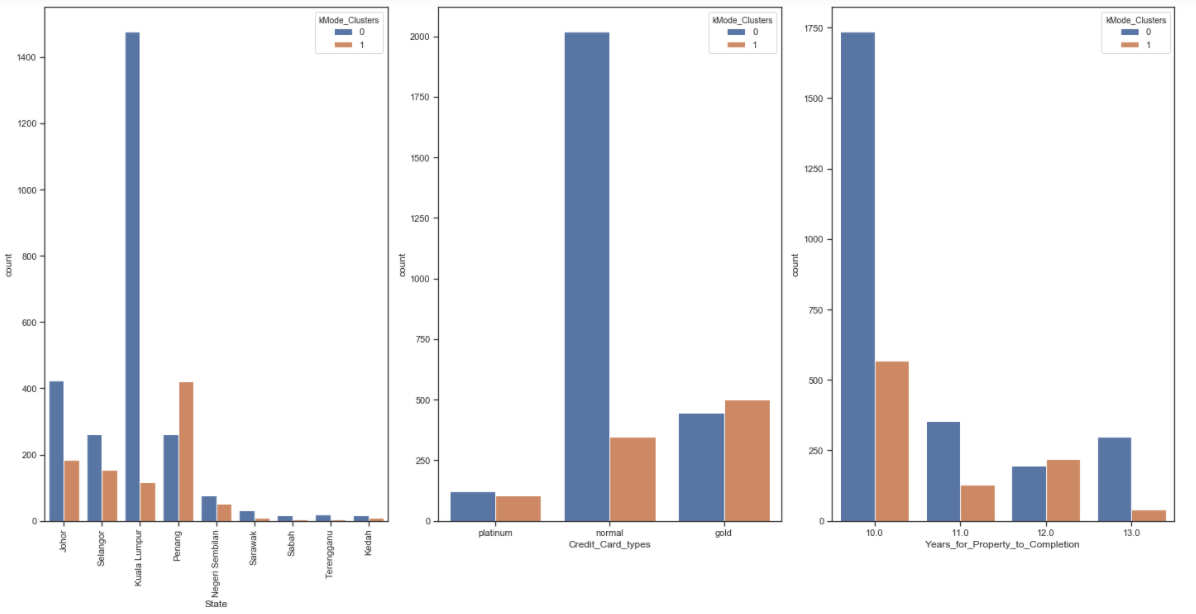 kMode_Clusters
0
1
1400
1200
1000
800
600
400
200
0
count
Johor
Selangor
Kuala Lumpur
Penang
Negeri Sembilan
Sarawak
Sabah
Terengganu
Kedah
State
kMode_Clusters
0
1
2000
1750
1500
1250
1000
750
500
250
0
count
platinum
normal
gold
Credit_Card_types
kMode_Clusters
0
1
1750
1500
1250
1000
750
500
250
0
count
10.0
11.0
12.0
13.0
Years_for_Property_to_Completion